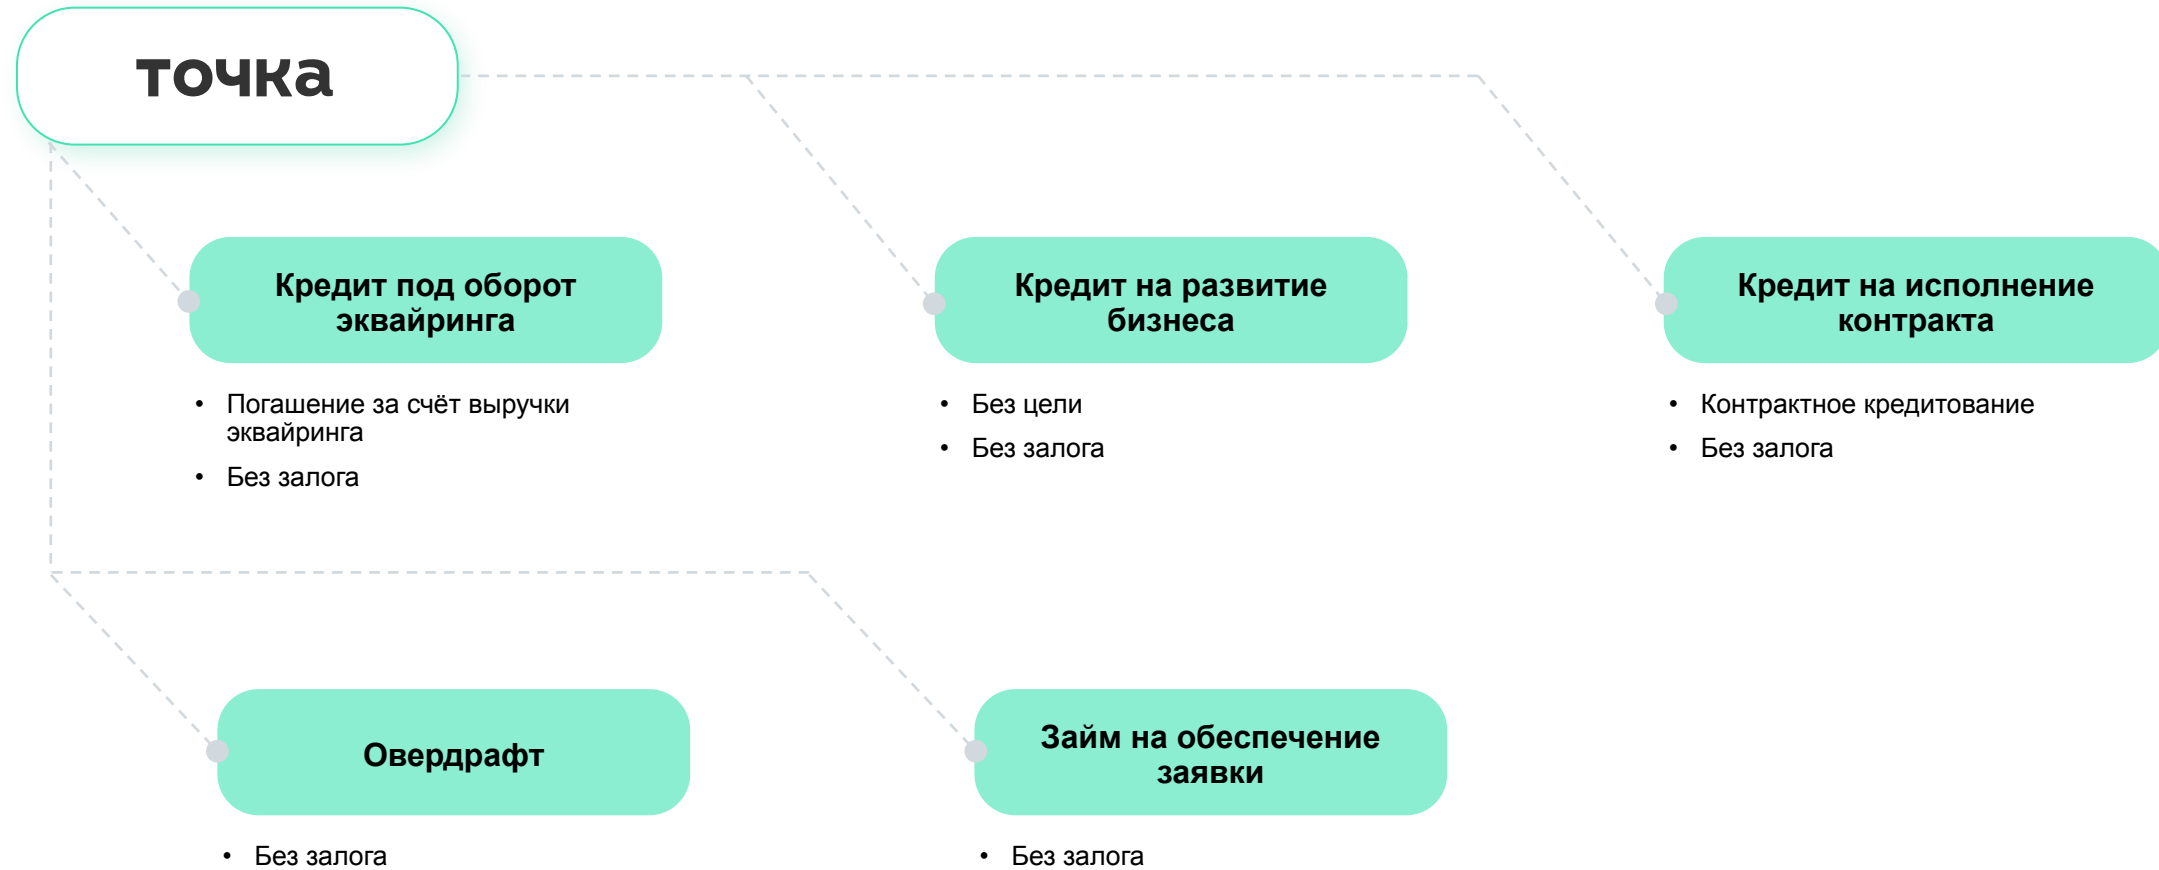 точка
Кредит под оборот
эквайринга
• Погашение за счёт выручки
эквайринга
• Без залога
Кредит на развитие
бизнеса
• Без цели
• Без залога
Кредит на исполнение
контракта
• Контрактное кредитование
• Без залога
Овердрафт
• Без залога
Займ на обеспечение
заявки
• Без залога